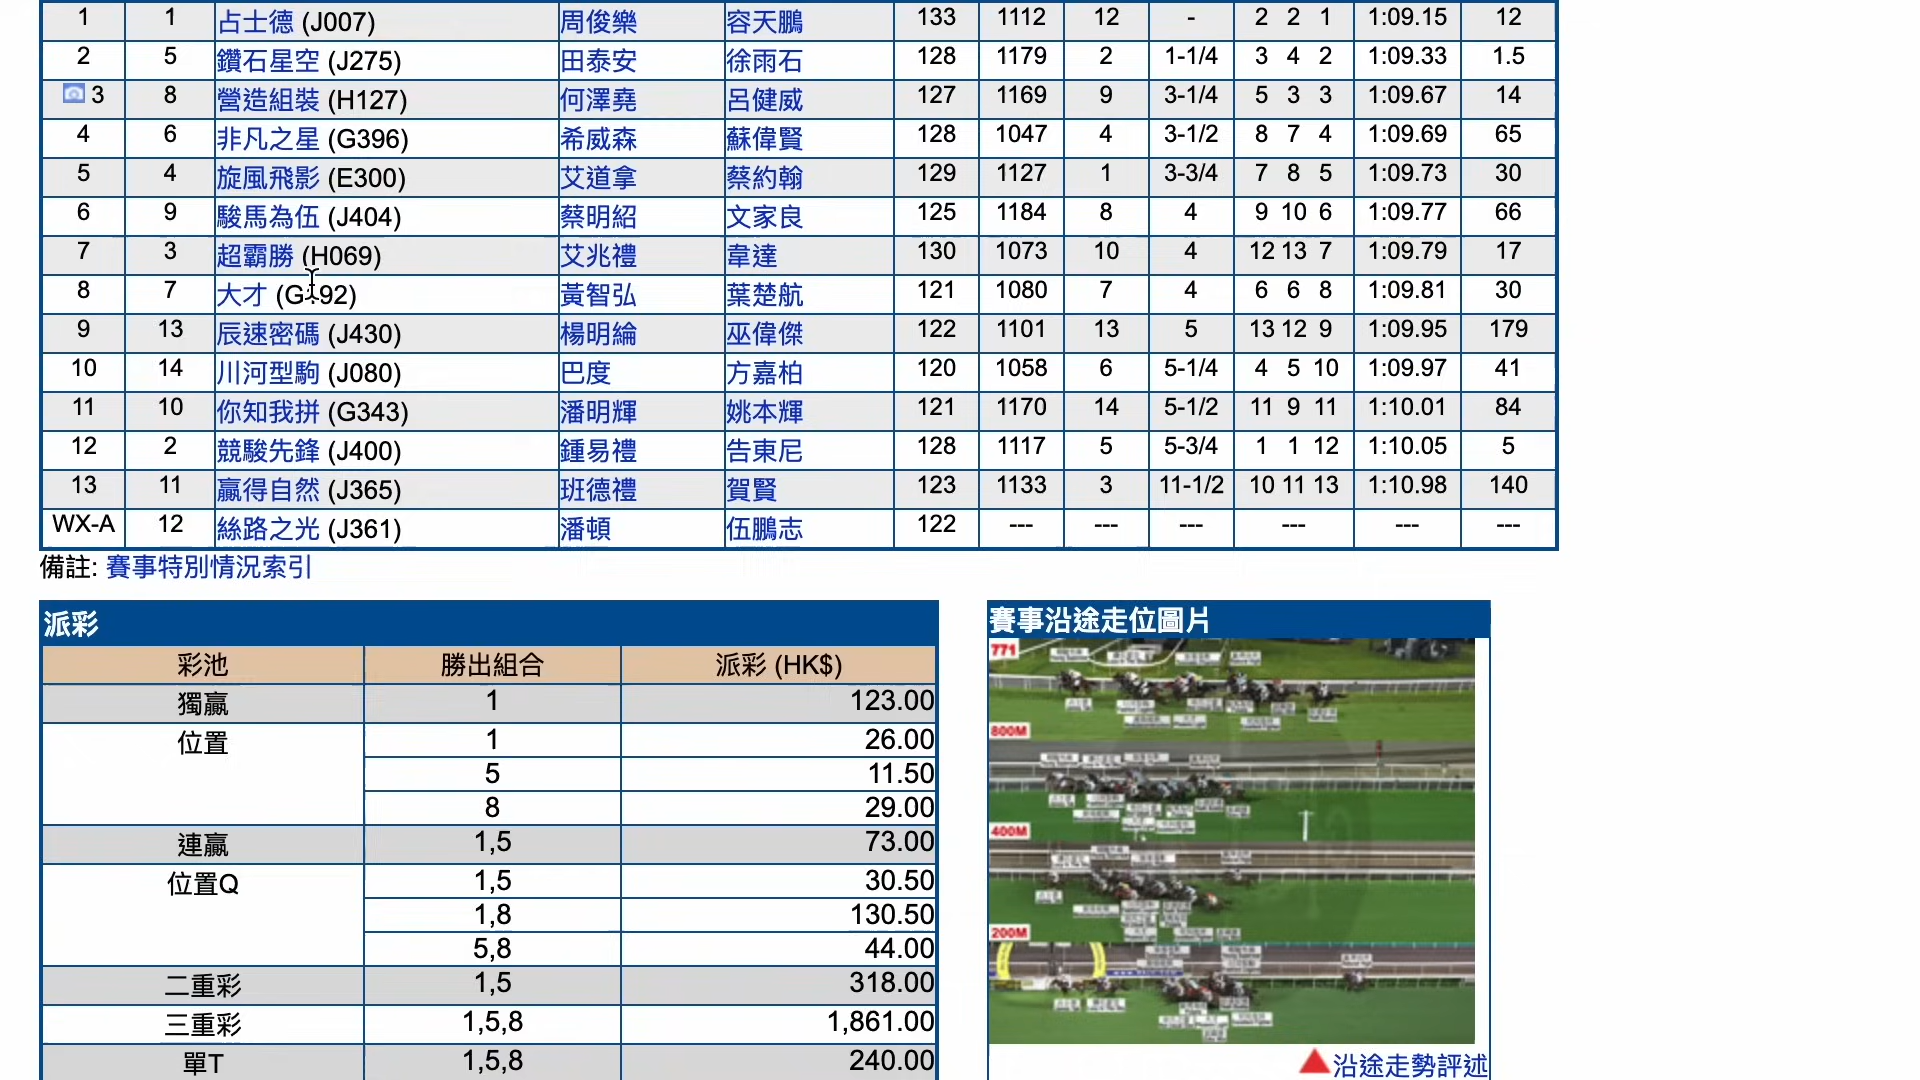 1 1 占士德 (J007) 周俊樂 容天鵬 133 1112 12 - 2 2 1 1:09.15 12
2 5 鑽石星空 (J275) 田泰安 徐雨石 128 1179 2 1-1/4 3 4 2 1:09.33 1.5
3 8 營造組裝 (H127) 何澤堯 呂健威 127 1169 9 3-1/4 5 3 3 1:09.67 14
4 6 非凡之星 (G396) 希威森 蘇偉賢 128 1047 4 3-1/2 8 7 4 1:09.69 65
5 4 旋風飛影 (E300) 艾道拿 蔡約翰 129 1127 1 3-3/4 7 8 5 1:09.73 30
6 9 駿馬為伍 (J404) 蔡明紹 文家良 125 1184 8 4 9 10 6 1:09.77 66
7 3 超霸勝 (H069) 艾兆禮 韋達 130 1073 10 4 12 13 7 1:09.79 17
8 7 大才 黃智弘 葉楚航 121 1080 7 4 6 6 8 1:09.81 30
9 13 辰速密碼 (J430) 楊明綸 巫偉傑 122 1101 13 5 13 12 9 1:09.95 179
10 14 川河型駒 (J080) 巴度 方嘉柏 120 1058 6 5-1/4 4 5 10 1:09.97 41
11 10 你知我拼 (G343) 潘明輝 姚本輝 121 1170 14 5-1/2 11 9 11 1:10.01 84
12 2 競駿先鋒 (J400) 鍾易禮 告東尼 128 1117 5 5-3/4 1 1 12 1:10.05 5
13 11 贏得自然 (J365) 班德禮 賀賢 123 1133 3 11-1/2 10 11 13 1:10.98 140
WX-A 12 絲路之光 (J361) 潘頓 伍鵬志 122 --- --- --- --- --- ---
備註: 賽事特別情況索引
派彩
彩池 勝出組合 派彩 (HK$)
獨贏 1 123.00
位置 1 26.00
5 11.50
8 29.00
連贏 1,5 73.00
位置Q 1,5 30.50
1,8 130.50
5,8 44.00
二重彩 1,5 318.00
三重彩 1,5,8 1,861.00
單T 1,5,8 240.00
賽事沿途走位圖片
771
800M
400M
200M
沿途走勢評述